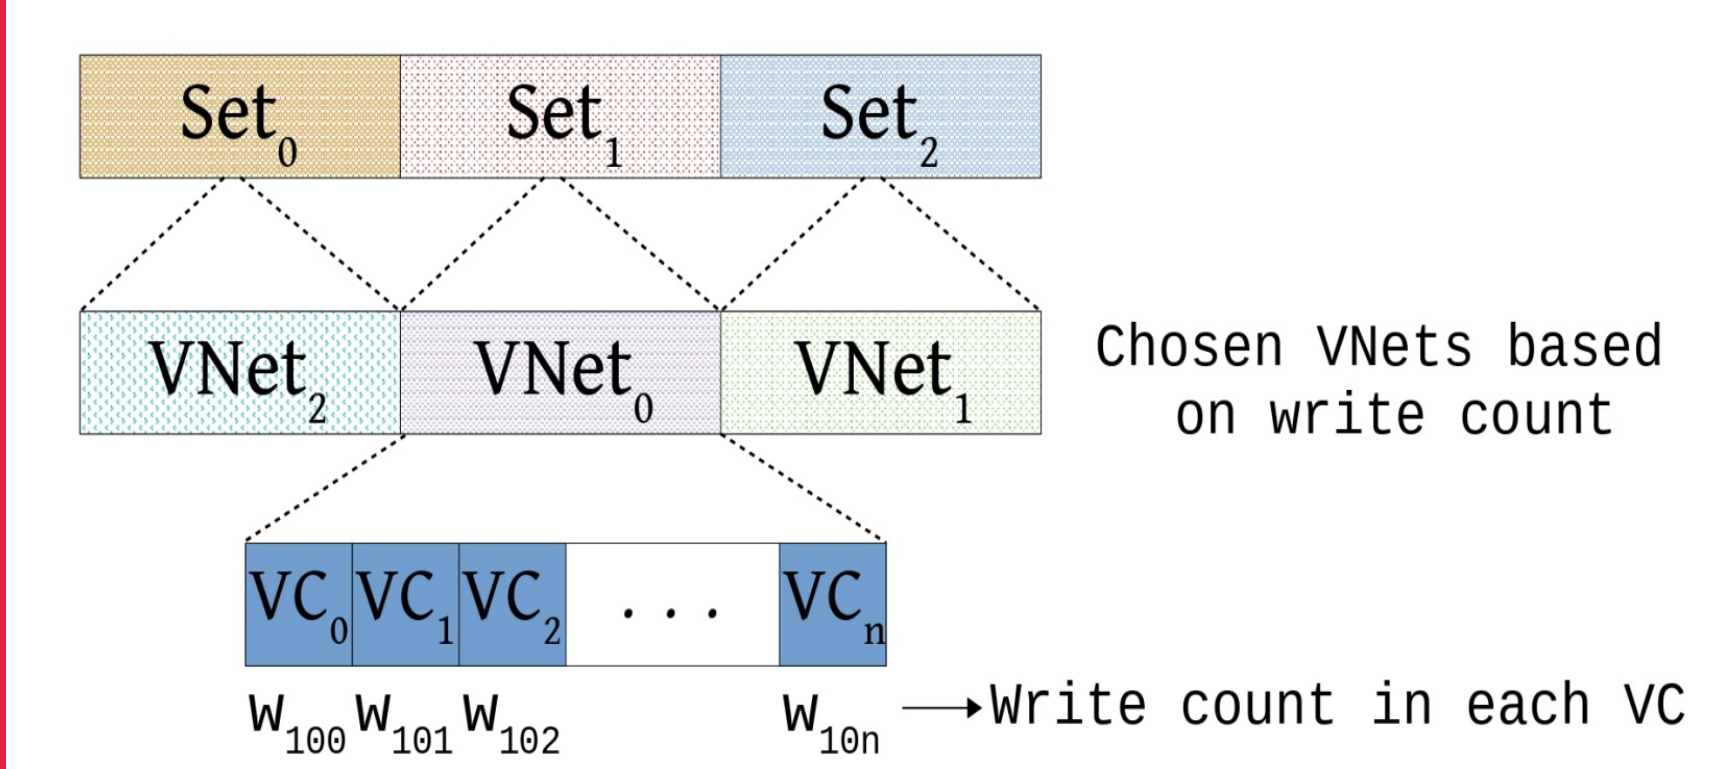 Set0 Set1 Set2
VNet2 VNet0 VNet1
Chosen VNets based
on write count
VC0 VC1 VC2 ... VCn
W100 W101 W102 W10n
Write count in each VC